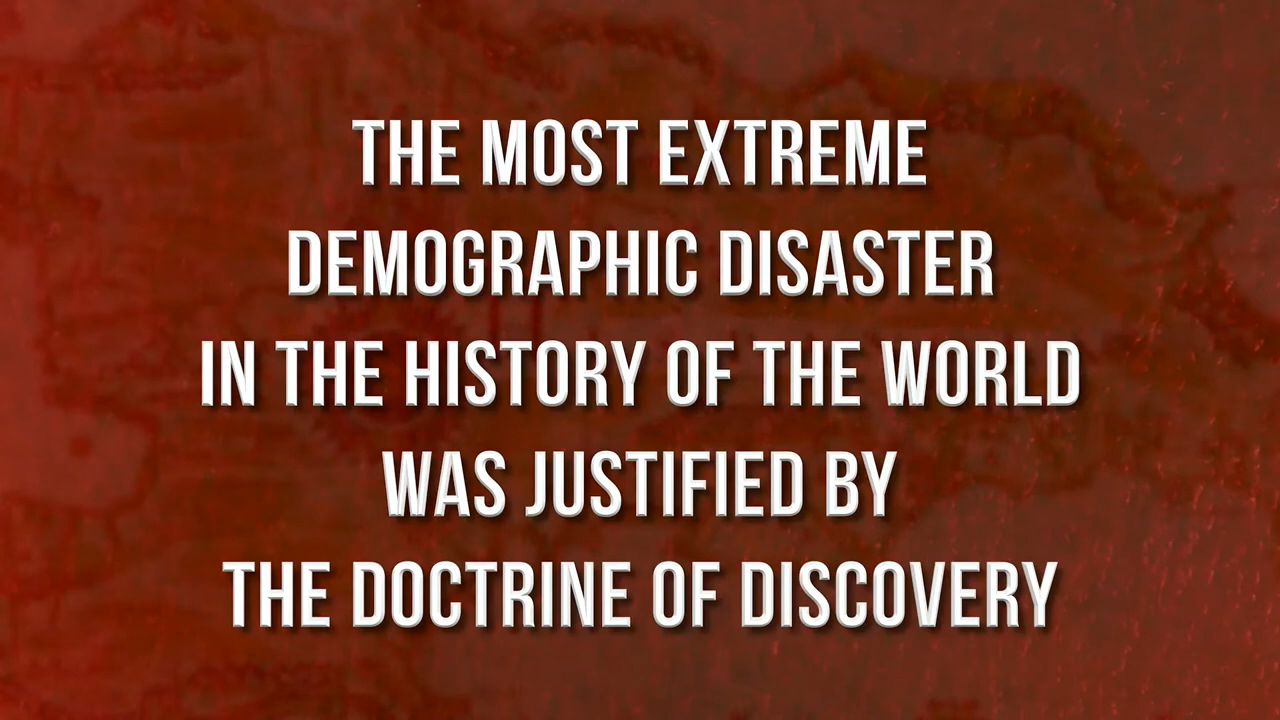 THE MOST EXTREME
DEMOGRAPHIC DISASTER
IN THE HISTORY OF THE WORLD
WAS JUSTIFIED BY
THE DOCTRINE OF DISCOVERY